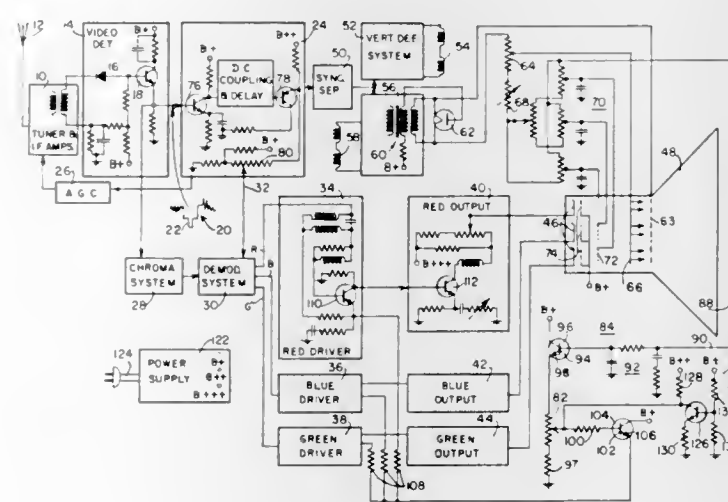 12
14
VIDEO
DET
B+
16
18
18
B+
10
TUNER &
I.F. AMPS.
26
A G C
24
B+
B++
76
D C
COUPLING
& DELAY
78
B+
80
32
22
20
50
SYNC
SEP
52
VERT DEF
SYSTEM
54
56
58
60
B+
62
64
68
70
48
63
46
74
72
66
B+
88
34
40
RED OUTPUT
B+++
112
110
RED DRIVER
R
B
G
CHROMA
SYSTEM
28
DEMOD
SYSTEM
30
122
124
POWER
SUPPLY
B+
B++
B+++
36
BLUE
DRIVER
42
BLUE
OUTPUT
38
GREEN
DRIVER
44
GREEN
OUTPUT
108
B+
96
94
98
84
92
90
82
97
100
104
102
106
B+
B++
128
B+
126
130